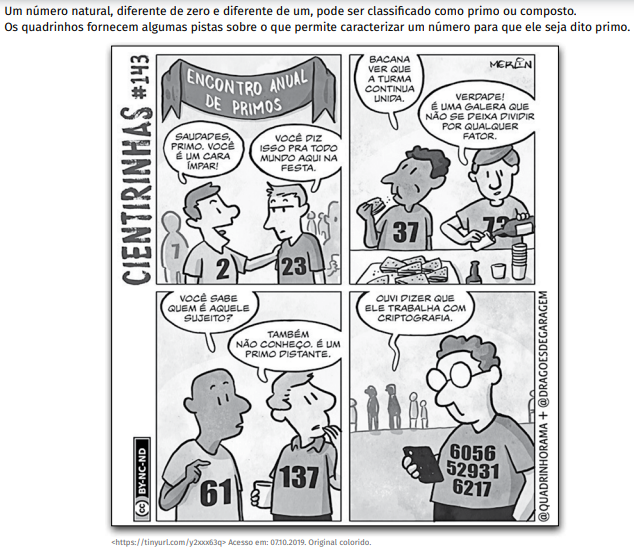 Um número natural, diferente de zero e diferente de um, pode ser classificado como primo ou composto.
Os quadrinhos fornecem algumas pistas sobre o que permite caracterizar um número para que ele seja dito primo.
CIENTIRINHAS #143
ENCONTRO ANUAL
DE PRIMOS
SAUDADES,
PRIMO. VOCÊ
É UM CARA
ÍMPAR!
VOCÊ DIZ
ISSO PRA TODO
MUNDO AQUI NA
FESTA.
7
2
23
BACANA
VER QUE
A TURMA
CONTINUA
UNIDA.
MERLIN
VERDADE!
É UMA GALERA QUE
NÃO SE DEIXA DIVIDIR
POR QUALQUER
FATOR.
37
VOCÊ SABE
QUEM É AQUELE
SUJEITO?
TAMBÉM
NÃO CONHEÇO. É UM
PRIMO DISTANTE.
61
137
OUVI DIZER QUE
ELE TRABALHA COM
CRIPTOGRAFIA.
6056
52931
6217
cc BY-NC-ND
@QUADRINHORAMA + @DRAGOESDEGARAGEM
<https://tinyurl.com/y2xxx63q> Acesso em: 07.10.2019. Original colorido.